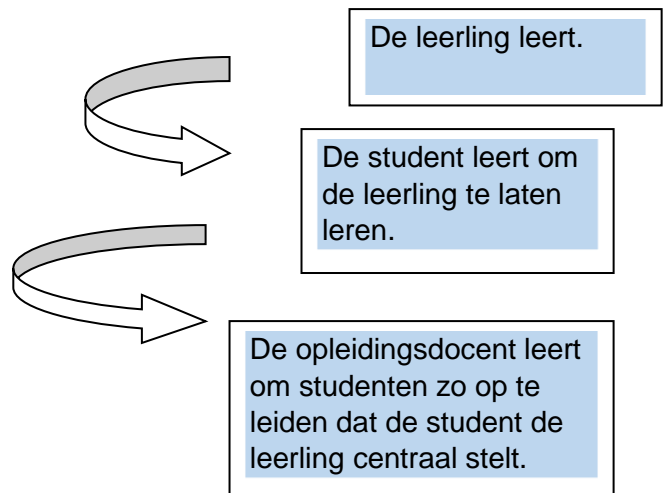 De leerling leert.
De student leert om
de leerling te laten
leren.
De opleidingsdocent leert
om studenten zo op te
leiden dat de student de
leerling centraal stelt.